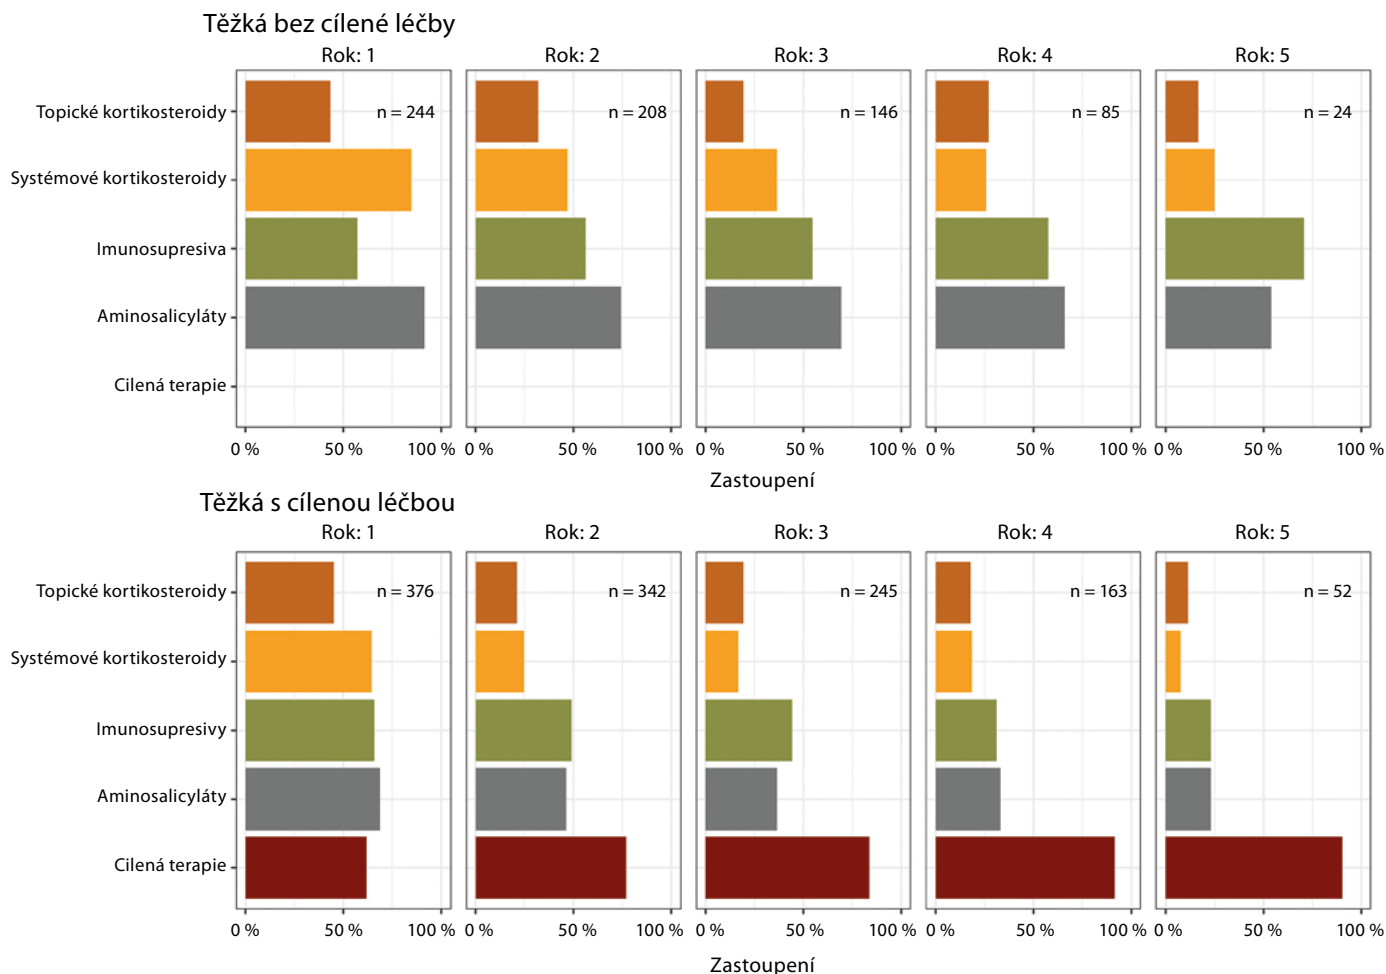 Těžká bez cílené léčby
Rok: 1 Rok: 2 Rok: 3 Rok: 4 Rok: 5
Topické kortikosteroidy n = 244 n = 208 n = 146 n = 85 n = 24
Systémové kortikosteroidy
Imunosupresiva
Aminosalicyláty
Cilená terapie
0 % 50 % 100 % 0 % 50 % 100 % 0 % 50 % 100 % 0 % 50 % 100 % 0 % 50 % 100 %
Zastoupení
Těžká s cílenou léčbou
Rok: 1 Rok: 2 Rok: 3 Rok: 4 Rok: 5
Topické kortikosteroidy n = 376 n = 342 n = 245 n = 163 n = 52
Systémové kortikosteroidy
Imunosupresivy
Aminosalicyláty
Cilená terapie
0 % 50 % 100 % 0 % 50 % 100 % 0 % 50 % 100 % 0 % 50 % 100 % 0 % 50 % 100 %
Zastoupení